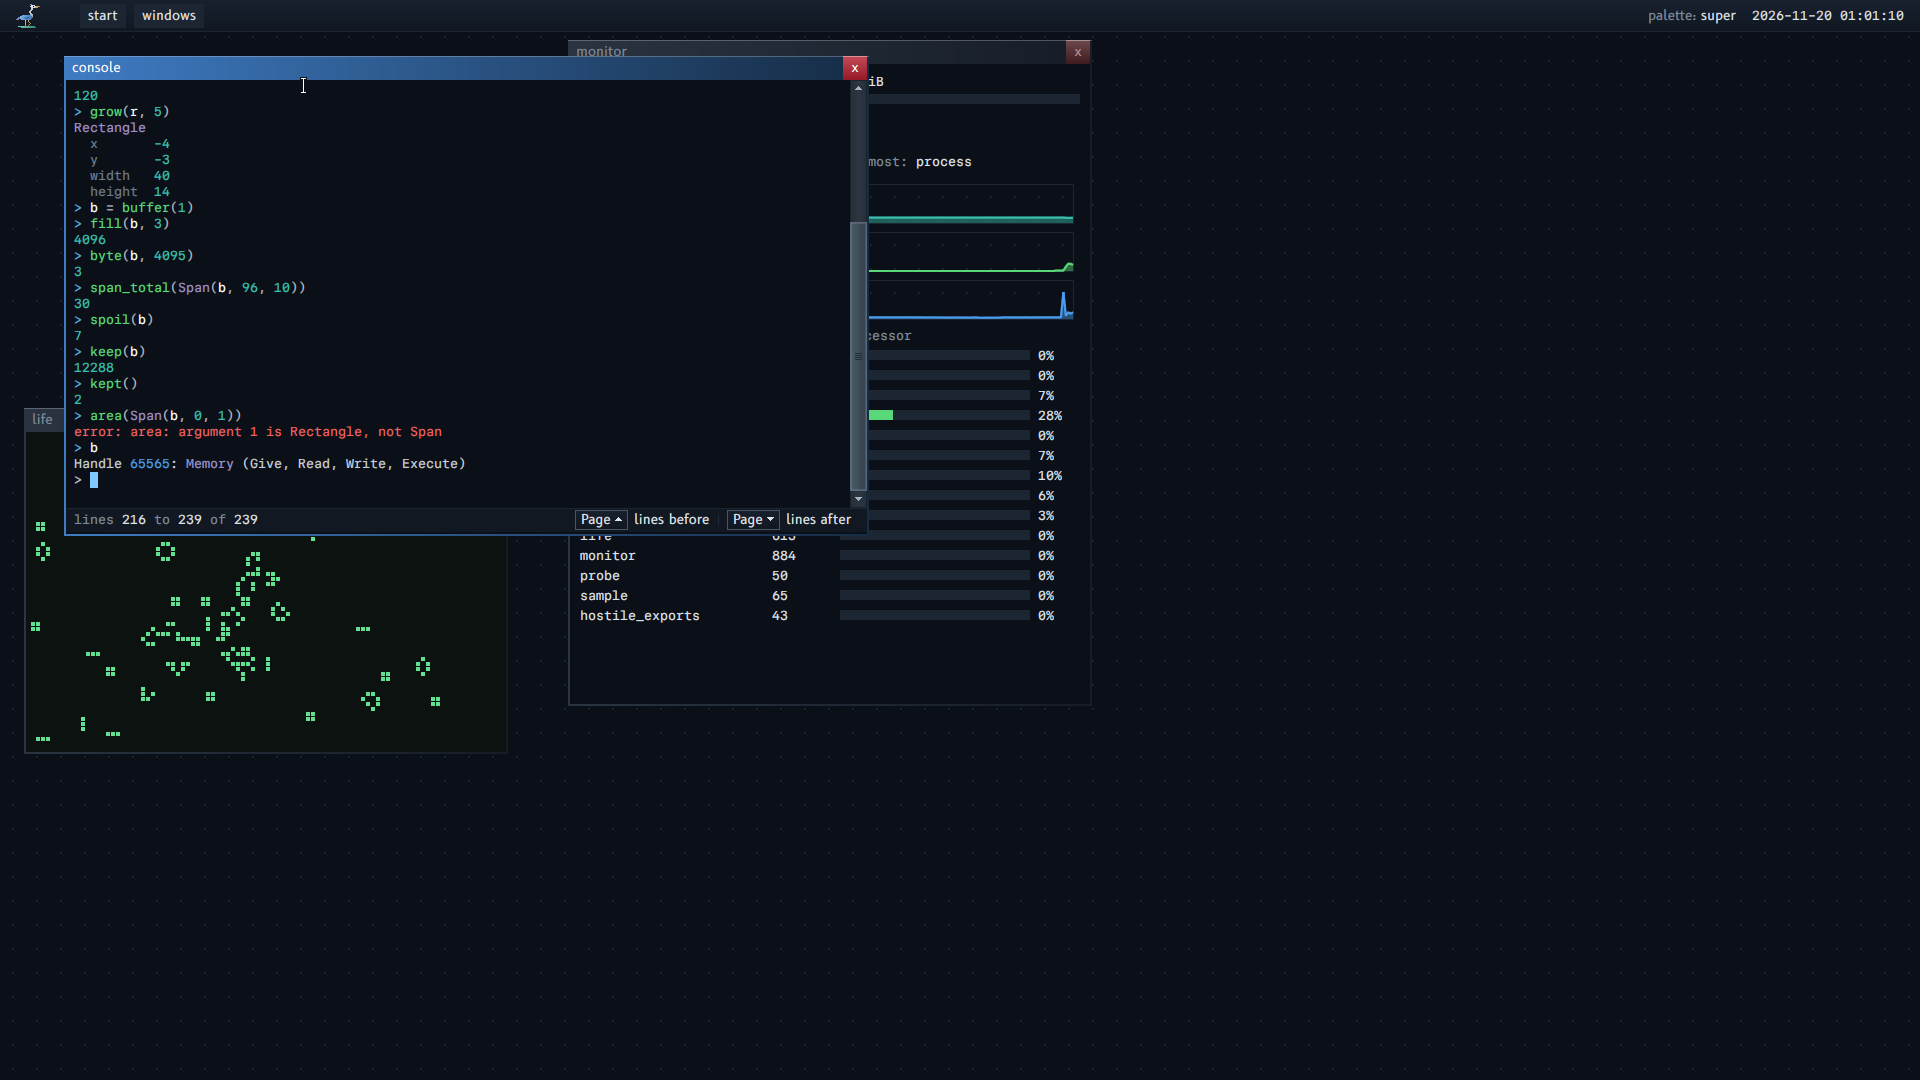 start windows palette: super 2026-11-20 01:01:10
monitor x
console x
120
> grow(r, 5)
Rectangle
x -4
y -3
width 40
height 14
> b = buffer(1)
> fill(b, 3)
4096
> byte(b, 4095)
3
> span_total(Span(b, 96, 10))
30
> spoil(b)
7
> keep(b)
12288
> kept()
2
> area(Span(b, 0, 1))
error: area: argument 1 is Rectangle, not Span
> b
Handle 65565: Memory (Give, Read, Write, Execute)
>
lines 216 to 239 of 239 Page lines before Page lines after
iB
most: process
cessor
0%
0%
7%
28%
0%
7%
10%
6%
3%
life 613 0%
monitor 884 0%
probe 50 0%
sample 65 0%
hostile_exports 43 0%
life